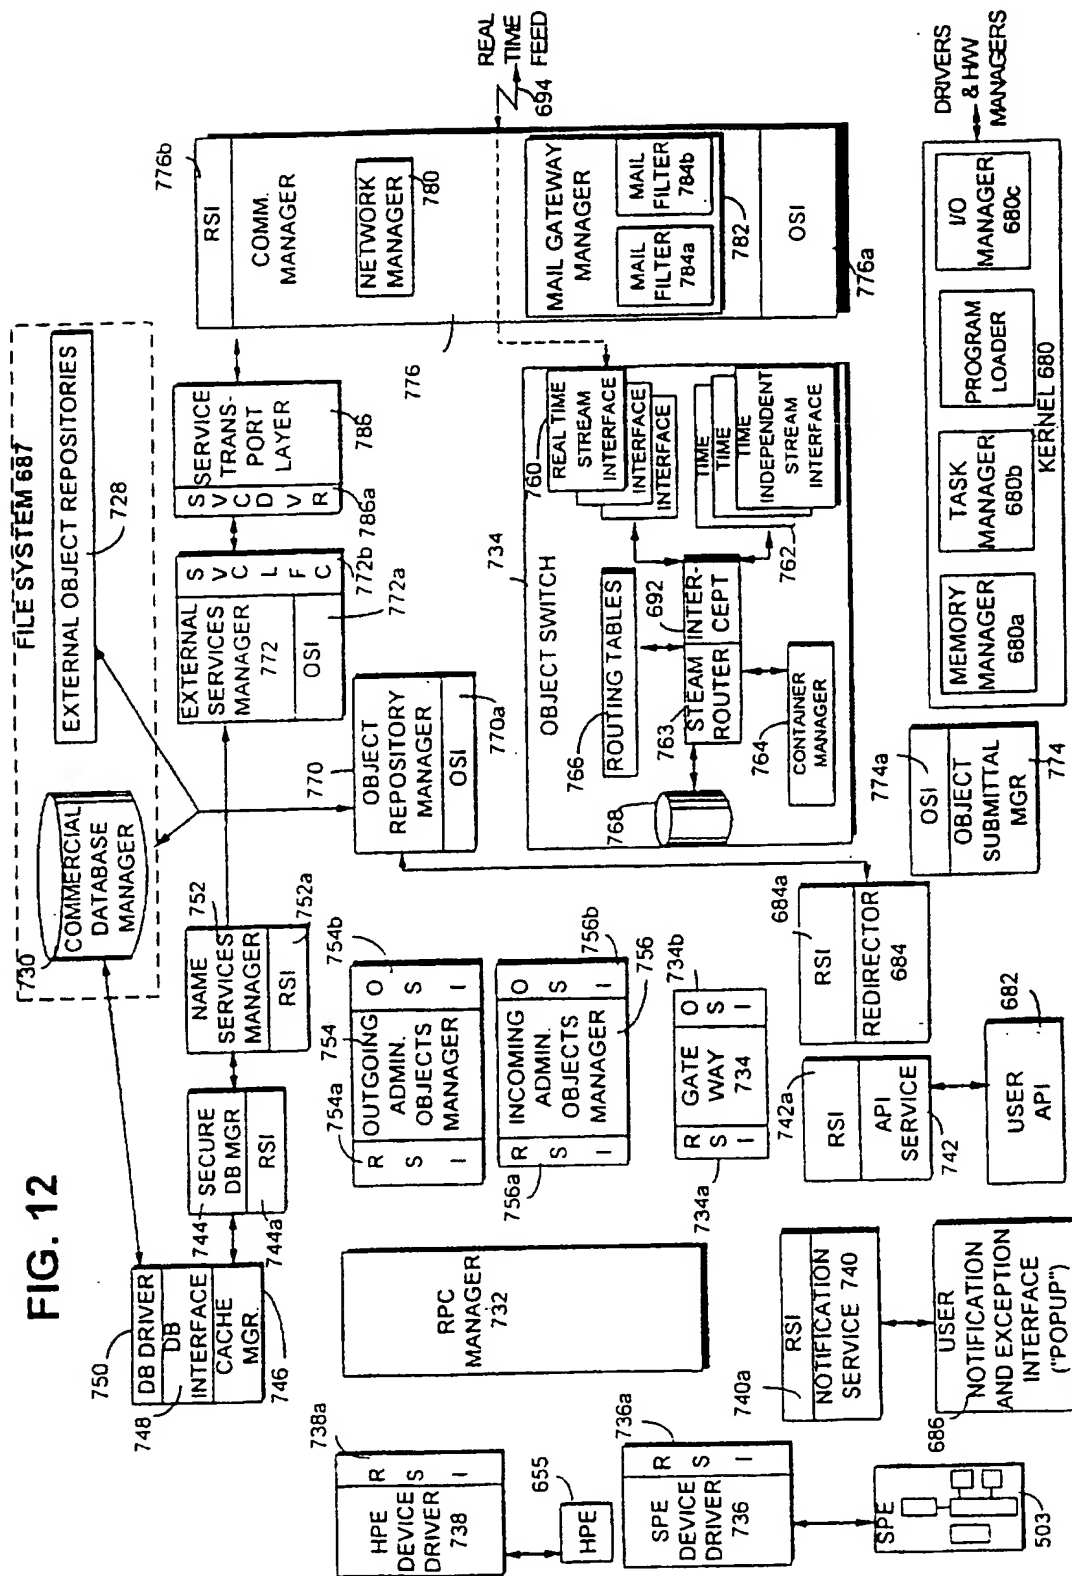 FIG. 12
FILE SYSTEM 687
EXTERNAL OBJECT REPOSITORIES
728
730
COMMERCIAL
DATABASE
MANAGER
750
DB DRIVER
DB
INTERFACE
CACHE
MGR.
748
746
744
SECURE
DB MGR
RSI
744a
NAME
SERVICES
MANAGER
RSI
752
752a
EXTERNAL
SERVICES
MANAGER
772
OSI
S
V
C
L
F
C
772b
772a
S
V
C
D
V
R
SERVICE
TRANS-
PORT
LAYER
786
786a
776b
RSI
COMM.
MANAGER
NETWORK
MANAGER
780
MAIL GATEWAY
MANAGER
MAIL
FILTER
784a
MAIL
FILTER
784b
782
OSI
776a
776
REAL
TIME
FEED
694
770
OBJECT
REPOSITORY
MANAGER
OSI
770a
754a
754
754b
R
S
I
OUTGOING
ADMIN.
OBJECTS
MANAGER
O
S
I
756a
R
S
I
INCOMING
ADMIN.
OBJECTS
MANAGER
O
S
I
756b
756
734a
R
S
I
GATE
WAY
734
O
S
I
734b
734
OBJECT SWITCH
760
REAL TIME
STREAM
INTERFACE
INTERFACE
INTERFACE
TIME
TIME
TIME
INDEPENDENT
STREAM
INTERFACE
762
766
ROUTING TABLES
692
763
STEAM
ROUTER
INTER-
CEPT
764
CONTAINER
MANAGER
768
RPC
MANAGER
732
738a
HPE
DEVICE
DRIVER
738
R
S
I
655
HPE
736a
SPE
DEVICE
DRIVER
736
R
S
I
SPE
503
740a
RSI
NOTIFICATION
SERVICE 740
686
USER
NOTIFICATION
AND EXCEPTION
INTERFACE
("POPUP")
742a
RSI
API
SERVICE
742
USER
API
682
684a
RSI
REDIRECTOR
684
774a
OSI
OBJECT
SUBMITTAL
MGR
774
MEMORY
MANAGER
680a
TASK
MANAGER
680b
PROGRAM
LOADER
I/O
MANAGER
680c
KERNEL 680
DRIVERS
& H/W
MANAGERS